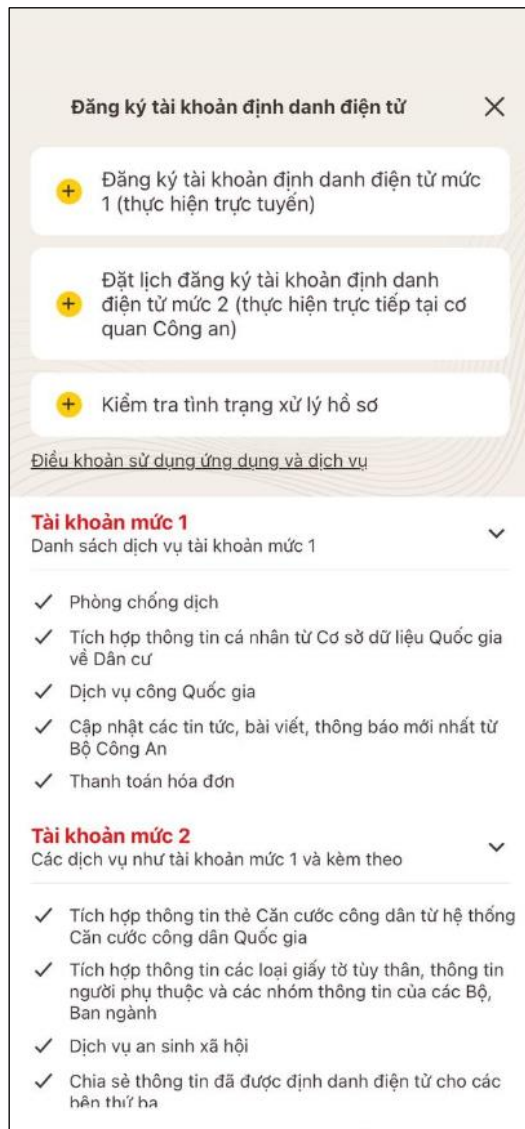 Đăng ký tài khoản định danh điện tử
Đăng ký tài khoản định danh điện tử mức
1 (thực hiện trực tuyến)
Đặt lịch đăng ký tài khoản định danh
điện tử mức 2 (thực hiện trực tiếp tại cơ
quan Công an)
Kiểm tra tình trạng xử lý hồ sơ
Điều khoản sử dụng ứng dụng và dịch vụ
Tài khoản mức 1
Danh sách dịch vụ tài khoản mức 1
Phòng chống dịch
Tích hợp thông tin cá nhân từ Cơ sở dữ liệu Quốc gia
về Dân cư
Dịch vụ công Quốc gia
Cập nhật các tin tức, bài viết, thông báo mới nhất từ
Bộ Công An
Thanh toán hóa đơn
Tài khoản mức 2
Các dịch vụ như tài khoản mức 1 và kèm theo
Tích hợp thông tin thẻ Căn cước công dân từ hệ thống
Căn cước công dân Quốc gia
Tích hợp thông tin các loại giấy tờ tùy thân, thông tin
người phụ thuộc và các nhóm thông tin của các Bộ,
Ban ngành
Dịch vụ an sinh xã hội
Chia sẻ thông tin đã được định danh điện tử cho các
bên thứ ba